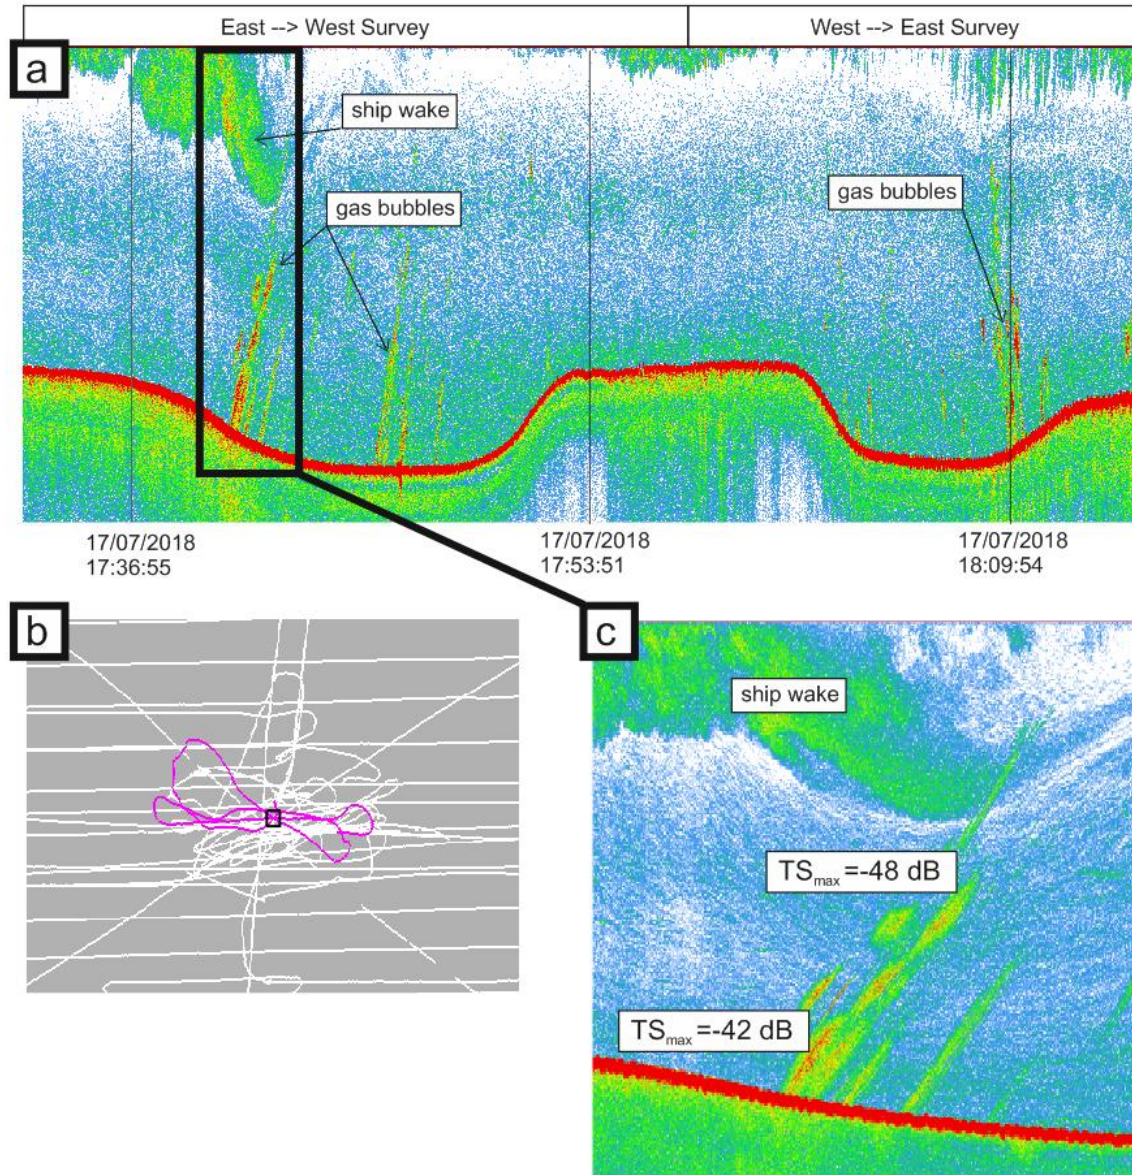 East --> West Survey
West --> East Survey
a
ship wake
gas bubbles
gas bubbles
17/07/2018
17:36:55
17/07/2018
17:53:51
17/07/2018
18:09:54
b
c
ship wake
TSmax =-48 dB
TSmax =-42 dB